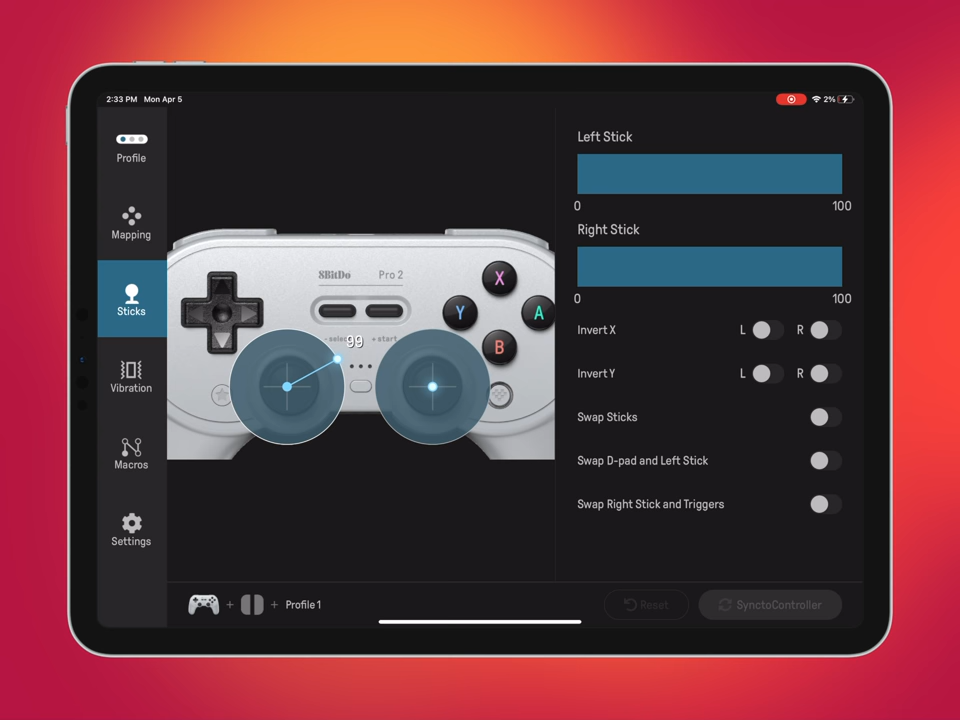 2:33 PM Mon Apr 5
2%
Profile
Mapping
Sticks
Vibration
Macros
Settings
8BitDo Pro 2
- select + start
X
Y
A
B
99
Left Stick
0 100
Right Stick
0 100
Invert X L R
Invert Y L R
Swap Sticks
Swap D-pad and Left Stick
Swap Right Stick and Triggers
+ + Profile 1
Reset
SynctoController